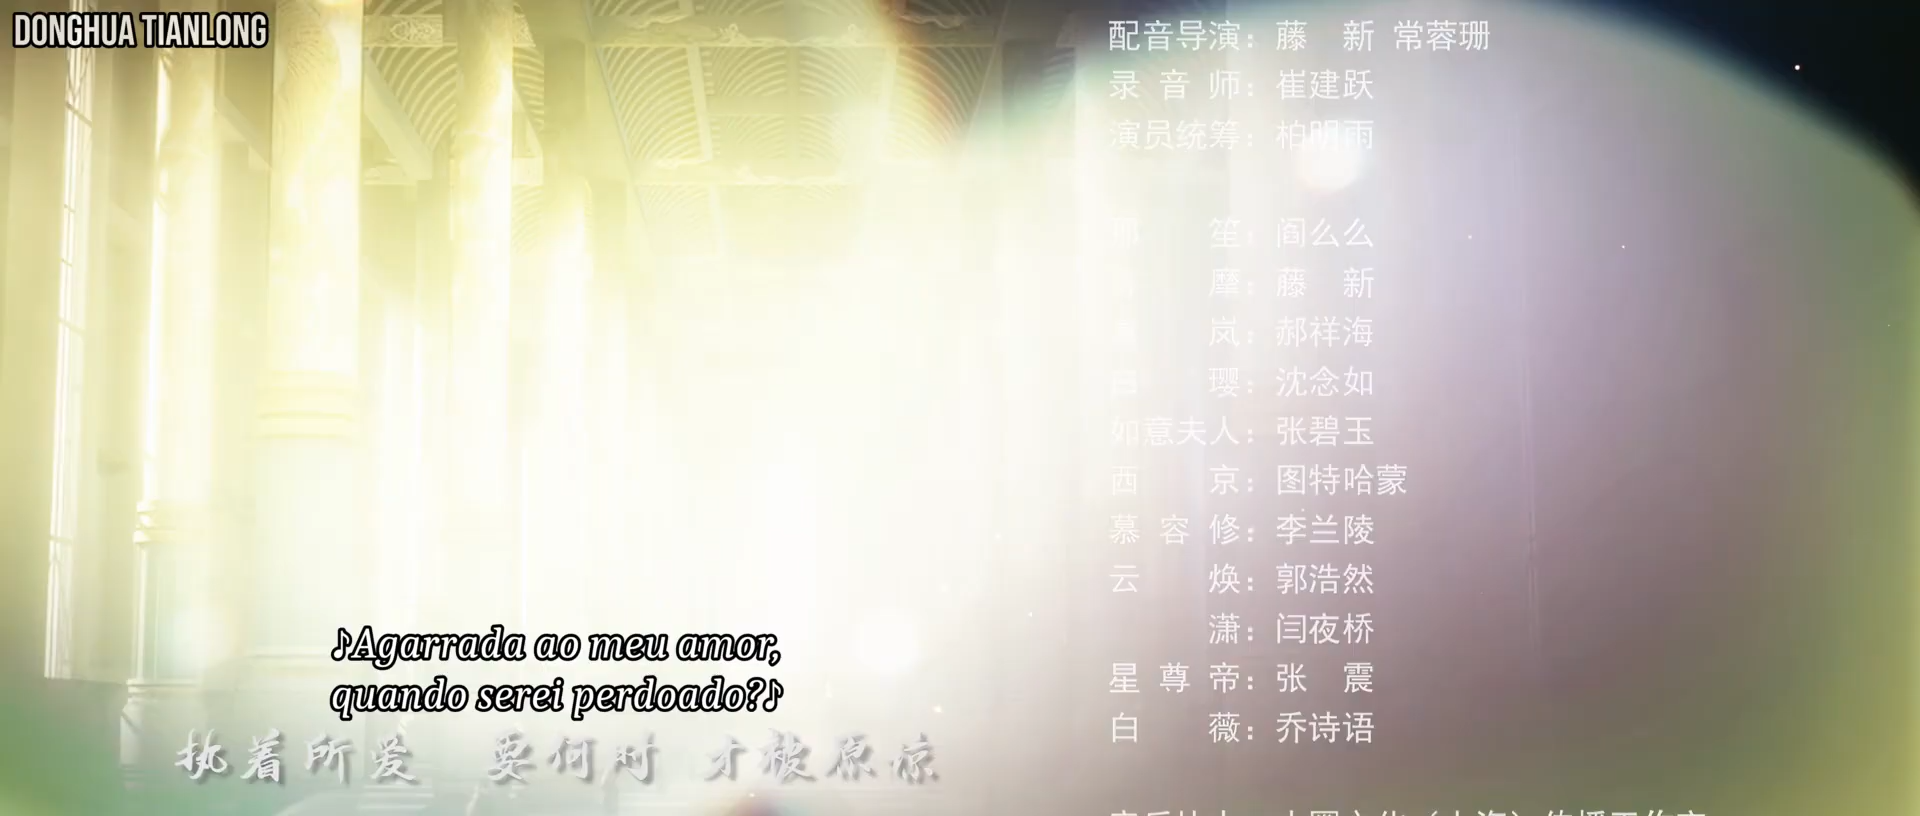 DONGHUA TIANLONG
配音导演：藤　新 常蓉珊
录 音 师：崔建跃
演员统筹：柏明雨
笙：阎么么
摩：藤　新
岚：郝祥海
白　　璎：沈念如
如意夫人：张碧玉
西　　京：图特哈蒙
慕 容 修：李兰陵
云　　焕：郭浩然
潇：闫夜桥
星 尊 帝：张　震
白　　薇：乔诗语
♪Agarrada ao meu amor,
quando serei perdoado?♪
执着所爱　要何时 才被原谅